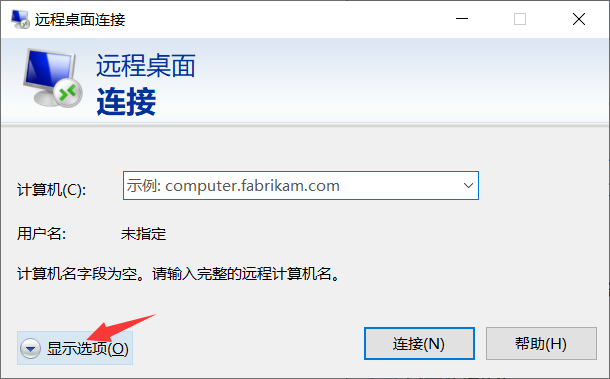 远程桌面连接
远程桌面
连接
计算机(C):
示例: computer.fabrikam.com
用户名:
未指定
计算机名字段为空。请输入完整的远程计算机名。
显示选项(O)
连接(N)
帮助(H)